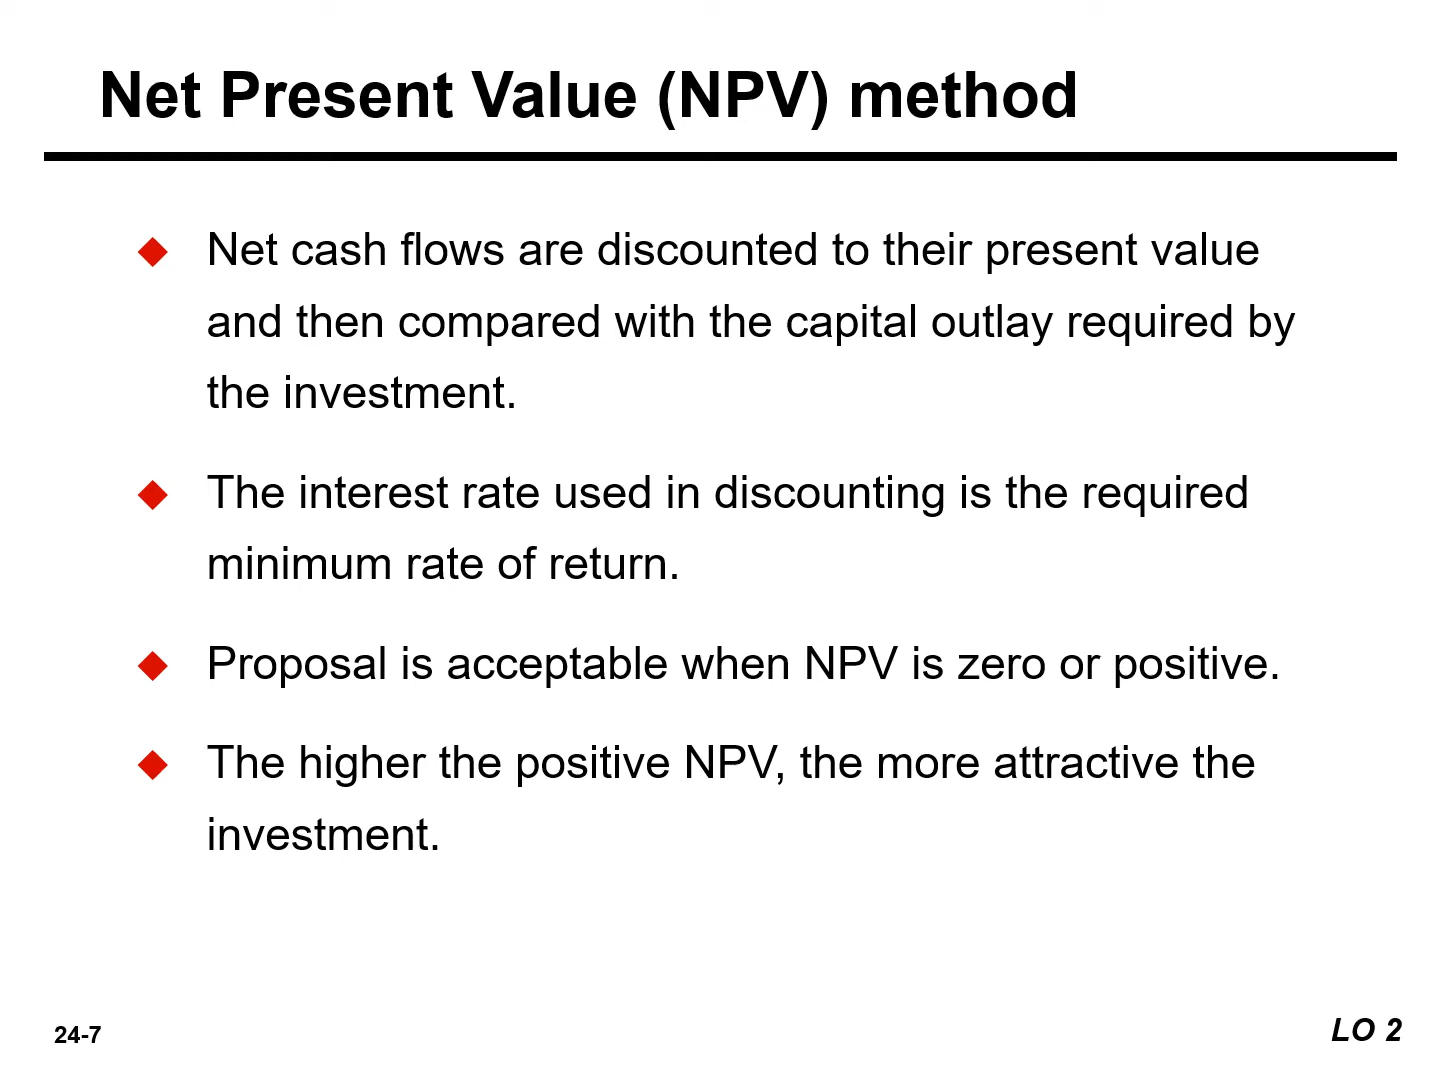 Net Present Value (NPV) method
Net cash flows are discounted to their present value
and then compared with the capital outlay required by
the investment.
The interest rate used in discounting is the required
minimum rate of return.
Proposal is acceptable when NPV is zero or positive.
The higher the positive NPV, the more attractive the
investment.
24-7
LO 2